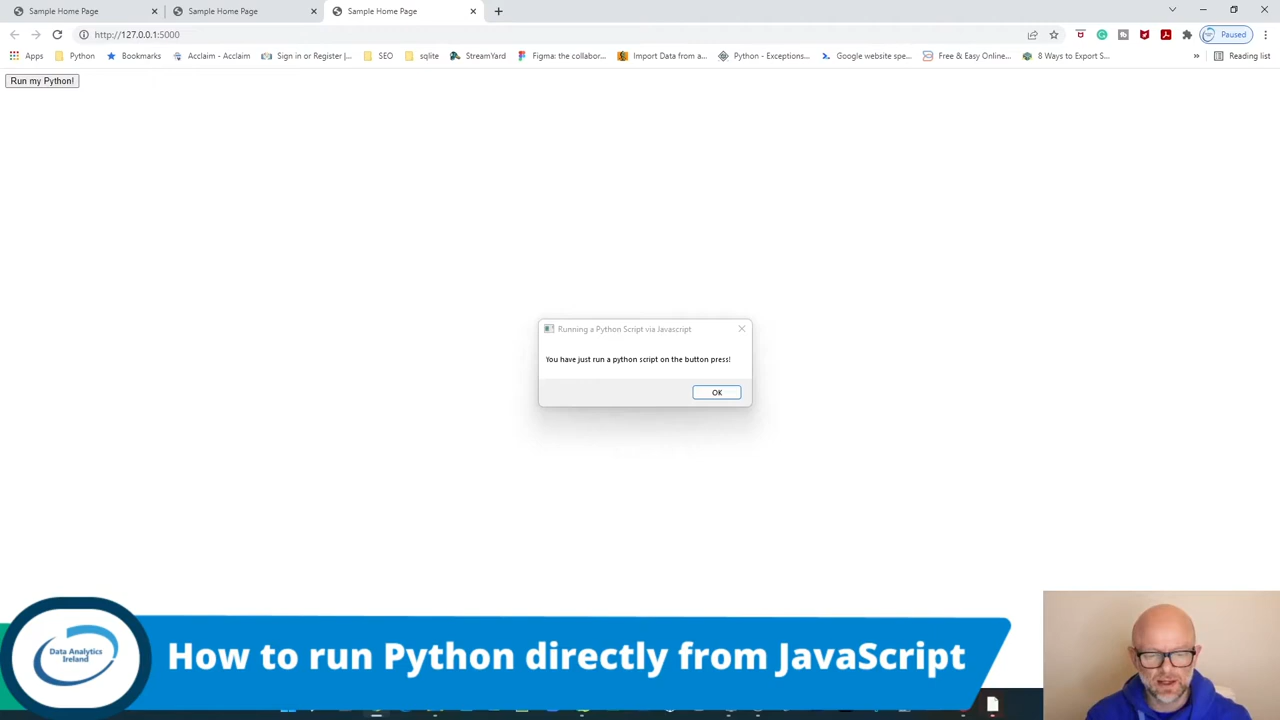 Sample Home Page
Sample Home Page
Sample Home Page
http://127.0.0.1:5000
Paused
Apps
Python
Bookmarks
Acclaim - Acclaim
Sign in or Register |...
SEO
sqlite
StreamYard
Figma: the collabor...
Import Data from a...
Python - Exceptions...
Google website spe...
Free & Easy Online...
8 Ways to Export S...
»
Reading list
Run my Python!
Running a Python Script via Javascript
You have just run a python script on the button press!
OK
Data Analytics
Ireland
How to run Python directly from JavaScript